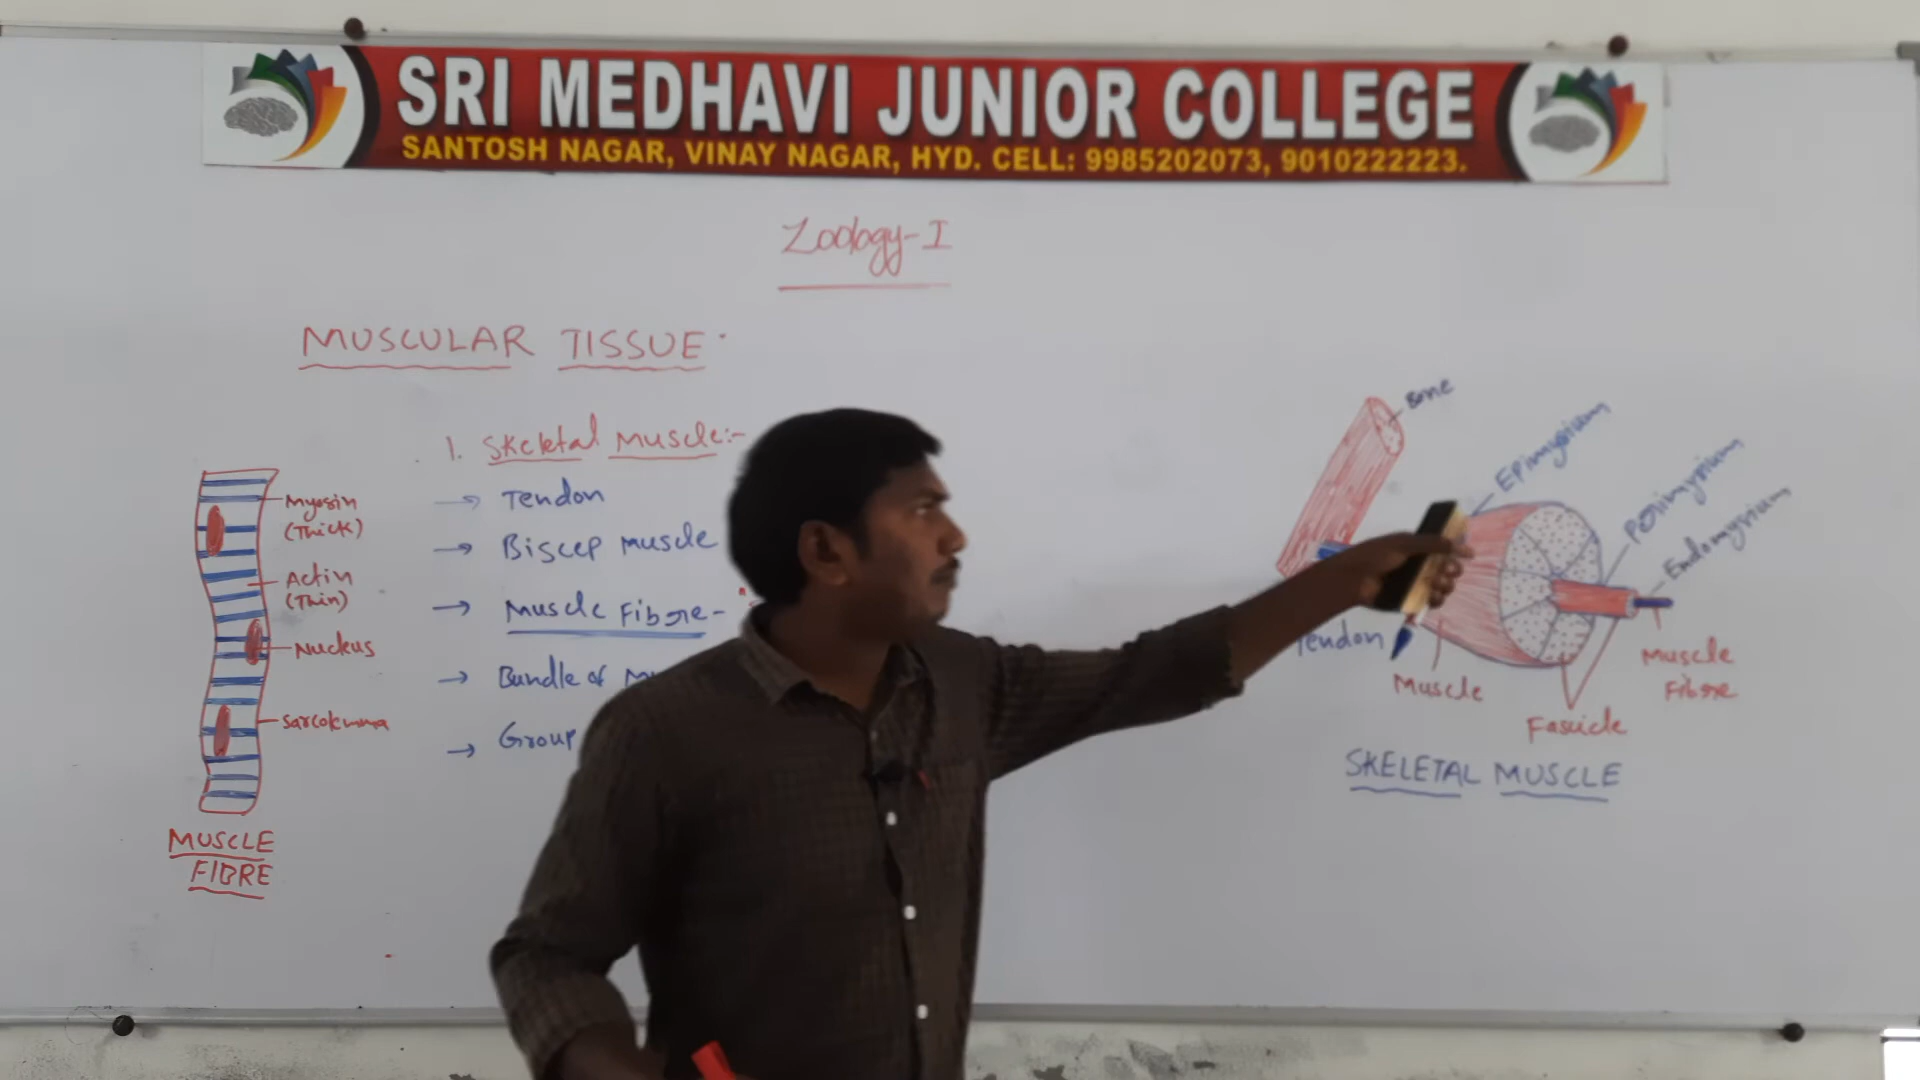 SRI MEDHAVI JUNIOR COLLEGE
SANTOSH NAGAR, VINAY NAGAR, HYD. CELL: 9985202073, 9010222223.
Zoology-I
MUSCULAR TISSUE
1. Skeletal Muscle:-
→ Tendon
→ Biscep muscle
→ Muscle Fibre-
→ Bundle of
→ Group
Myosin
(Thick)
Actin
(Thin)
Nucleus
Sarcolemma
MUSCLE
FIBRE
Bone
Epimysium
Perimysium
Endomysium
Tendon
Muscle
Fascicle
Muscle
Fibre
SKELETAL MUSCLE